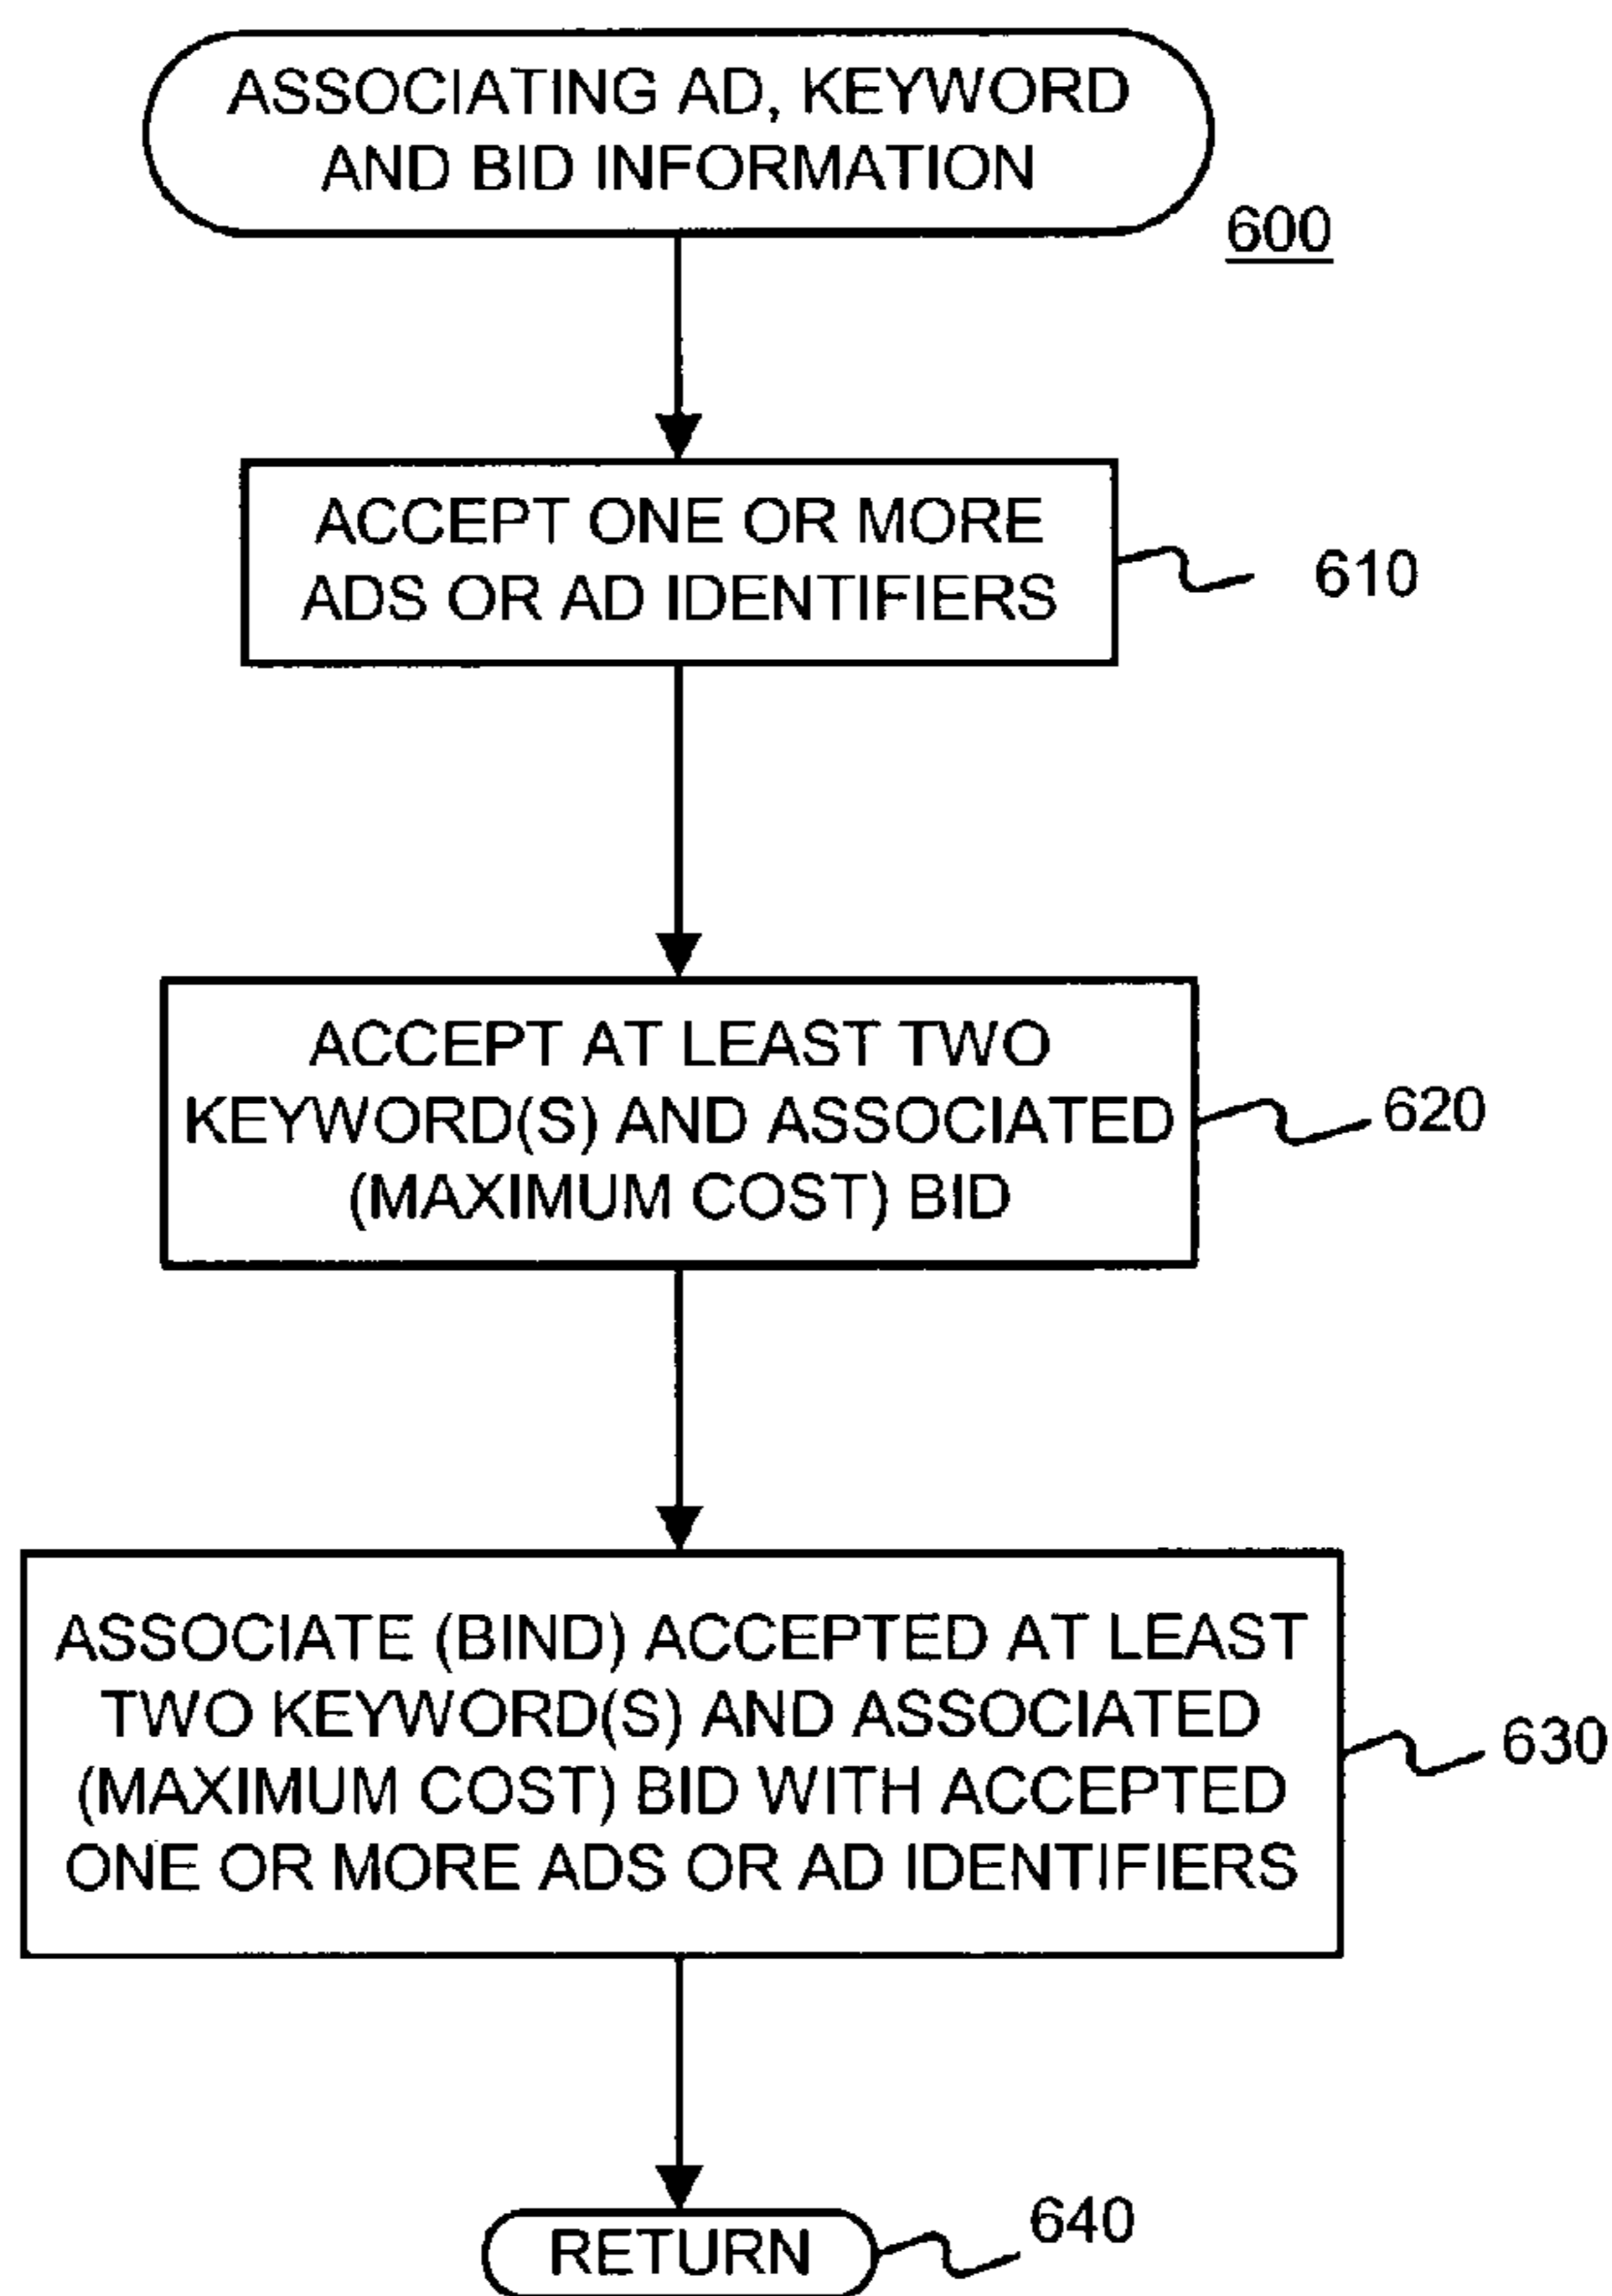 ASSOCIATING AD, KEYWORD
AND BID INFORMATION
600
ACCEPT ONE OR MORE
ADS OR AD IDENTIFIERS
610
ACCEPT AT LEAST TWO
KEYWORD(S) AND ASSOCIATED
(MAXIMUM COST) BID
620
ASSOCIATE (BIND) ACCEPTED AT LEAST
TWO KEYWORD(S) AND ASSOCIATED
(MAXIMUM COST) BID WITH ACCEPTED
ONE OR MORE ADS OR AD IDENTIFIERS
630
RETURN
640